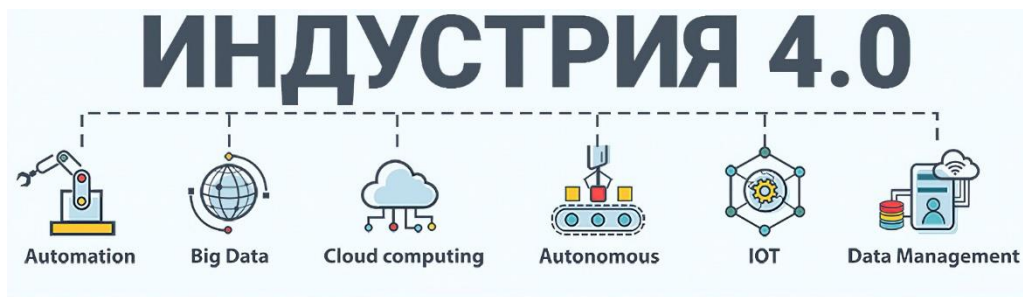 ИНДУСТРИЯ 4.0
Automation
Big Data
Cloud computing
Autonomous
IOT
Data Management